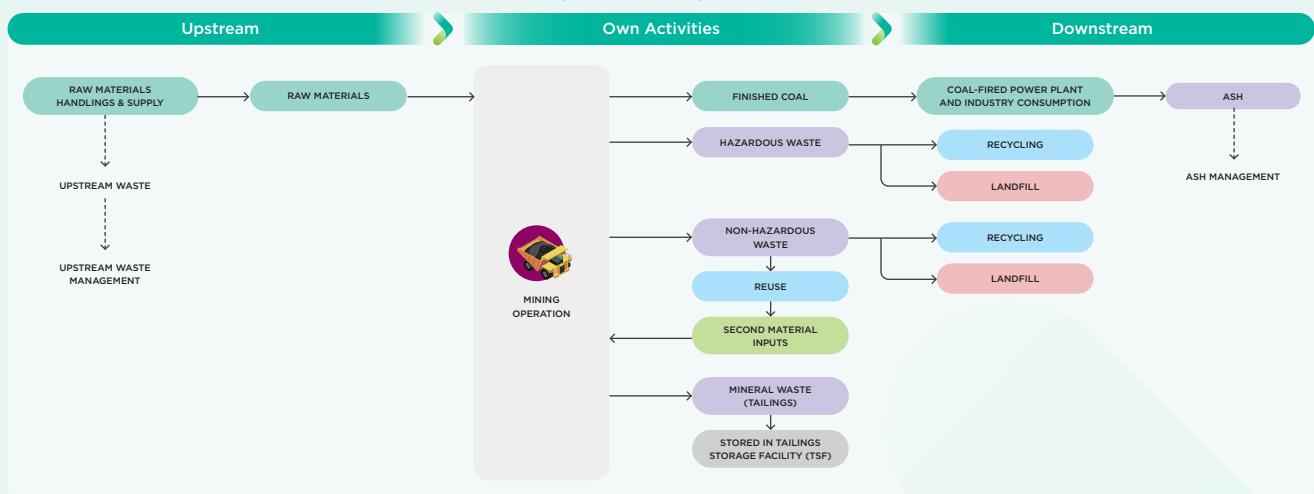 Upstream
Own Activities
Downstream
RAW MATERIALS
HANDLINGS & SUPPLY
RAW MATERIALS
FINISHED COAL
COAL-FIRED POWER PLANT
AND INDUSTRY CONSUMPTION
ASH
HAZARDOUS WASTE
RECYCLING
LANDFILL
UPSTREAM WASTE
ASH MANAGEMENT
UPSTREAM WASTE
MANAGEMENT
MINING
OPERATION
NON-HAZARDOUS
WASTE
RECYCLING
LANDFILL
REUSE
SECOND MATERIAL
INPUTS
MINERAL WASTE
(TAILINGS)
STORED IN TAILINGS
STORAGE FACILITY (TSF)